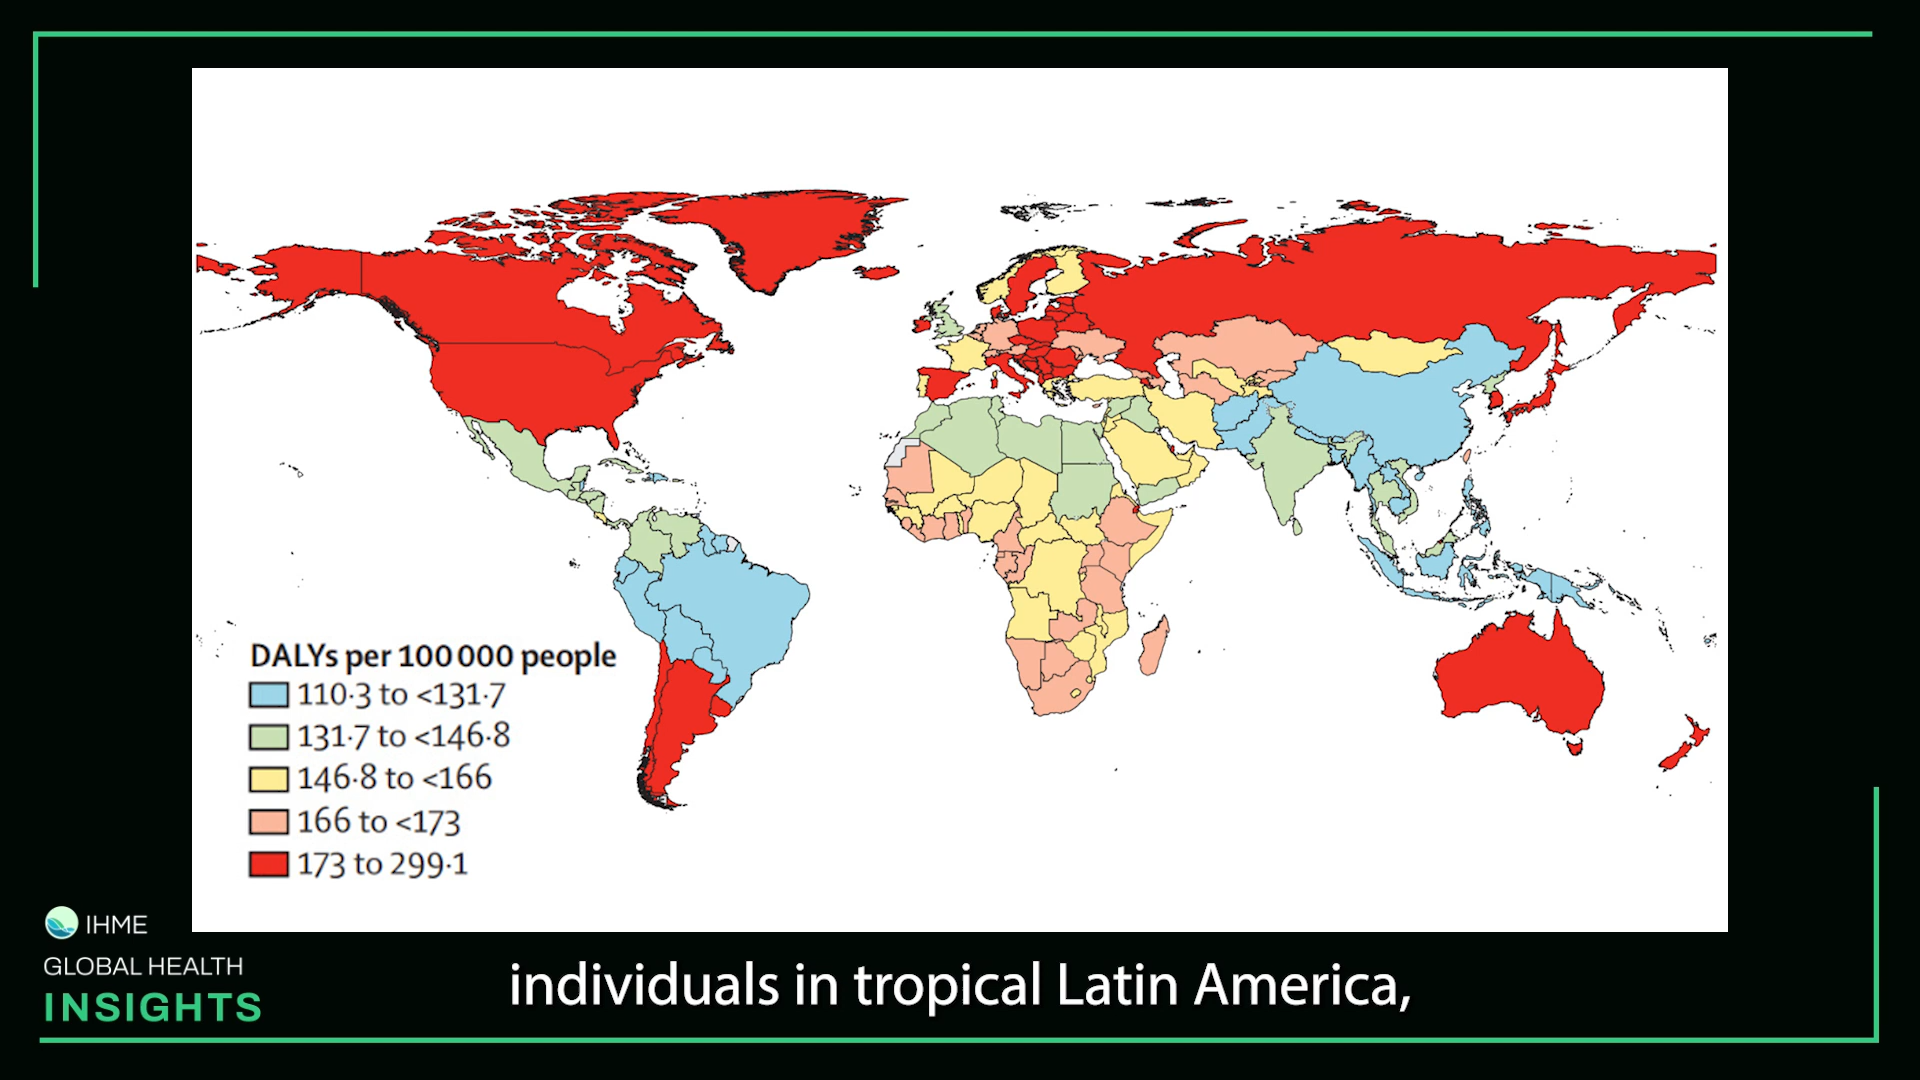 DALYs per 100 000 people
110·3 to <131·7
131·7 to <146·8
146·8 to <166
166 to <173
173 to 299·1
IHME
GLOBAL HEALTH
INSIGHTS
individuals in tropical Latin America,